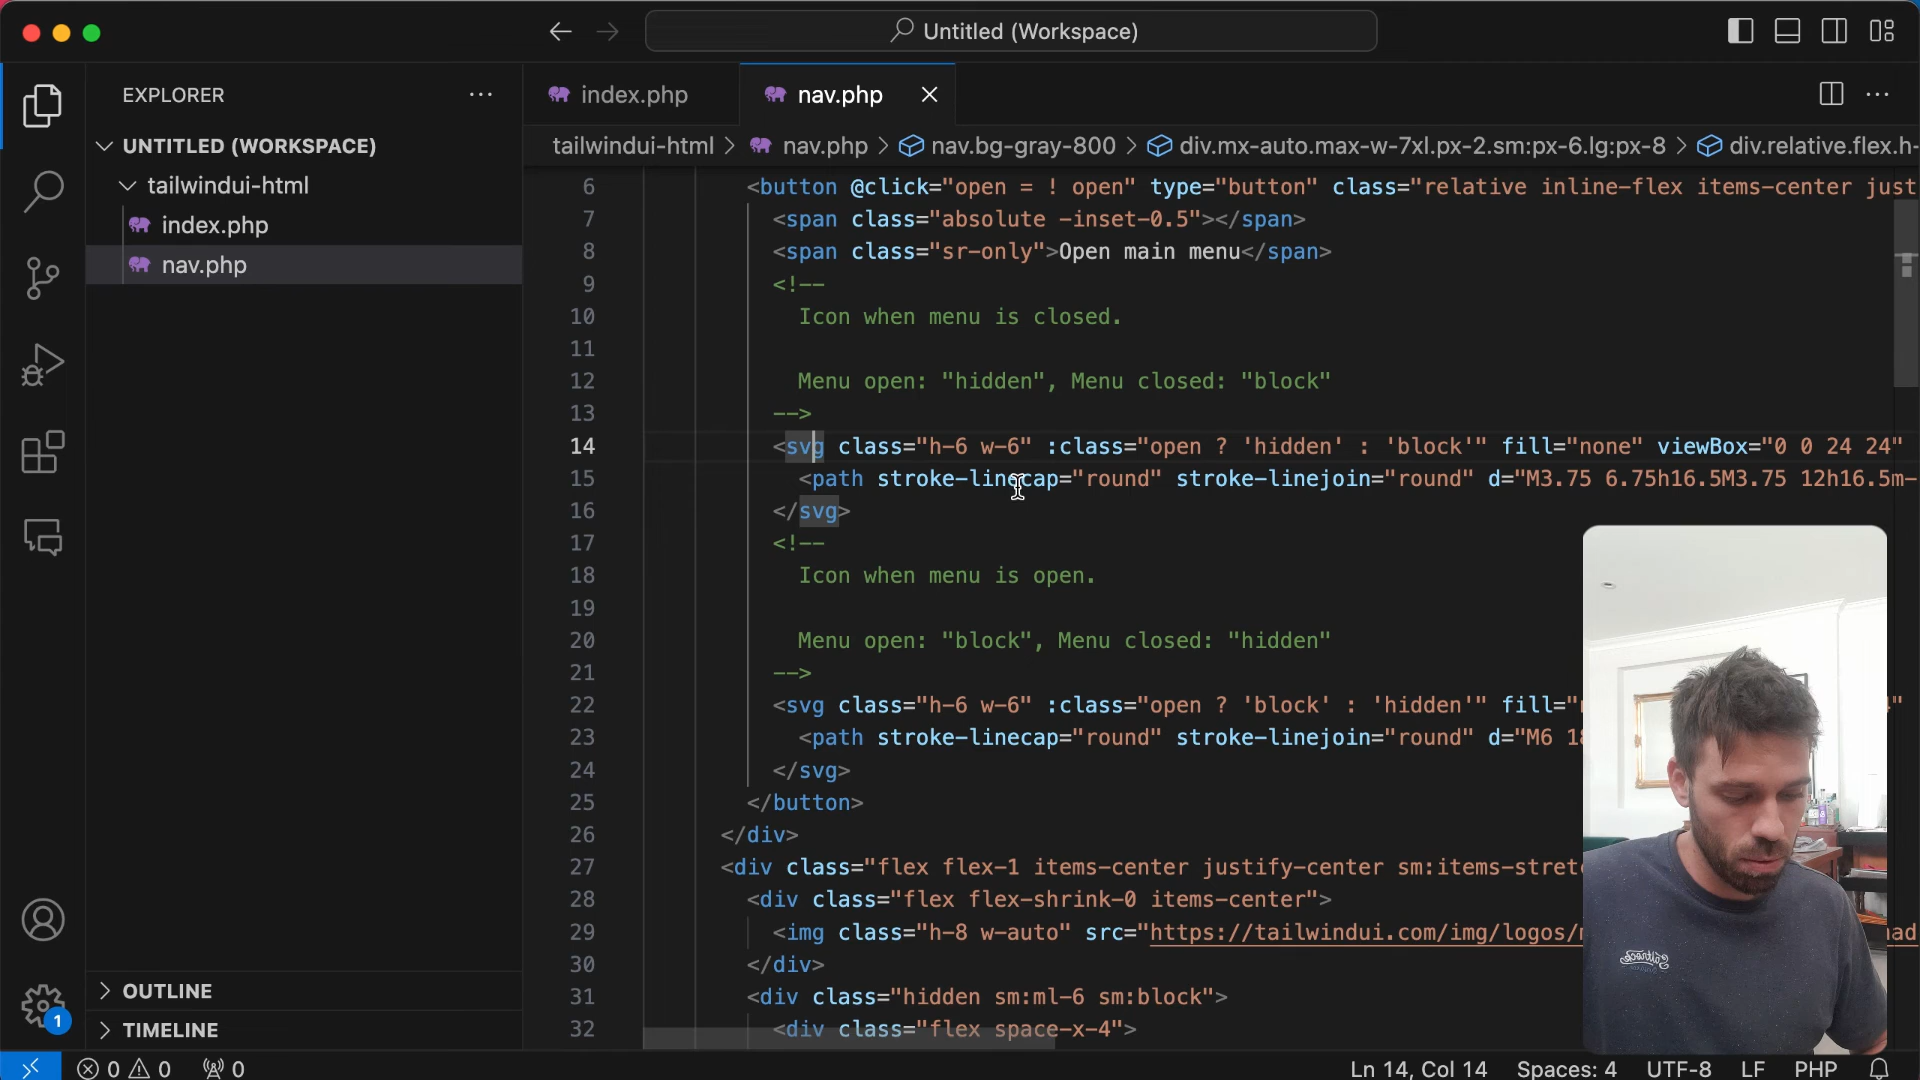 Untitled (Workspace)
EXPLORER
index.php
nav.php
UNTITLED (WORKSPACE)
tailwindui-html
index.php
nav.php
tailwindui-html > nav.php > nav.bg-gray-800 > div.mx-auto.max-w-7xl.px-2.sm:px-6.lg:px-8 > div.relative.flex.h-
6 <button @click="open = ! open" type="button" class="relative inline-flex items-center just
7 <span class="absolute -inset-0.5"></span>
8 <span class="sr-only">Open main menu</span>
9 <!--
10 Icon when menu is closed.
11
12 Menu open: "hidden", Menu closed: "block"
13 -->
14 <svg class="h-6 w-6" :class="open ? 'hidden' : 'block'" fill="none" viewBox="0 0 24 24"
15 <path stroke-linecap="round" stroke-linejoin="round" d="M3.75 6.75h16.5M3.75 12h16.5m-
16 </svg>
17 <!--
18 Icon when menu is open.
19
20 Menu open: "block", Menu closed: "hidden"
21 -->
22 <svg class="h-6 w-6" :class="open ? 'block' : 'hidden'" fill="
23 <path stroke-linecap="round" stroke-linejoin="round" d="M6 18
24 </svg>
25 </button>
26 </div>
27 <div class="flex flex-1 items-center justify-center sm:items-stret
28 <div class="flex flex-shrink-0 items-center">
29 <img class="h-8 w-auto" src="https://tailwindui.com/img/logos/
30 </div>
31 <div class="hidden sm:ml-6 sm:block">
32 <div class="flex space-x-4">
OUTLINE
TIMELINE
1
0 0 0
Ln 14, Col 14 Spaces: 4 UTF-8 LF PHP